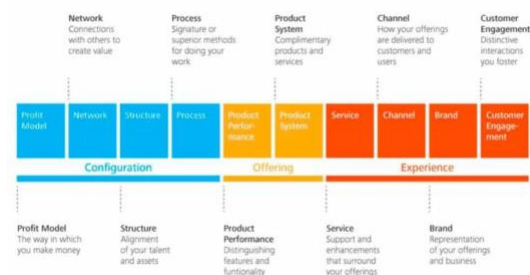 Network
Connections
with others to
create value
Process
Signature or
superior methods
for doing your
work
Product
System
Complimentary
products and
services
Channel
How your offerings
are delivered to
customers and
users
Customer
Engagement
Distinctive
interactions
you foster
Profit
Model
Network
Structure
Process
Product
Perfor-
mance
Product
System
Service
Channel
Brand
Customer
Engage-
ment
Configuration
Offering
Experience
Profit Model
The way in which
you make money
Structure
Alignment
of your talent
and assets
Product
Performance
Distinguishing
features and
funtionality
Service
Support and
enhancements
that surround
your offerings
Brand
Representation
of your offerings
and business